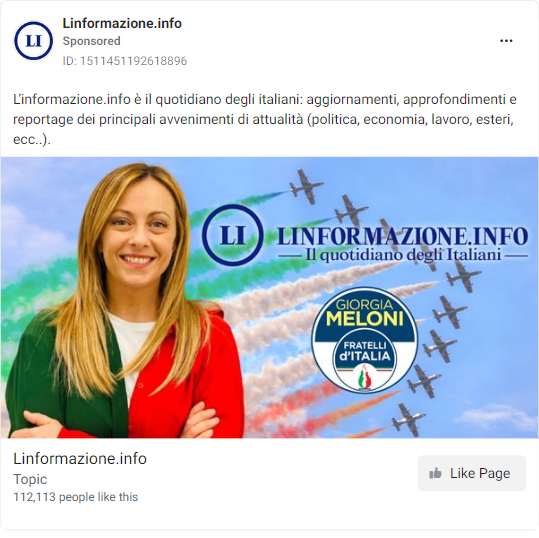 Linformazione.info
LI
Sponsored
ID: 1511451192618896
L'informazione.info è il quotidiano degli italiani: aggiornamenti, approfondimenti e
reportage dei principali avvenimenti di attualità (politica, economia, lavoro, esteri,
ecc..).
LI
LINFORMAZIONE.INFO
Il quotidiano degli Italiani
GIORGIA
MELONI
FRATELLI
d'ITALIA
Linformazione.info
Topic
Like Page
112,113 people like this